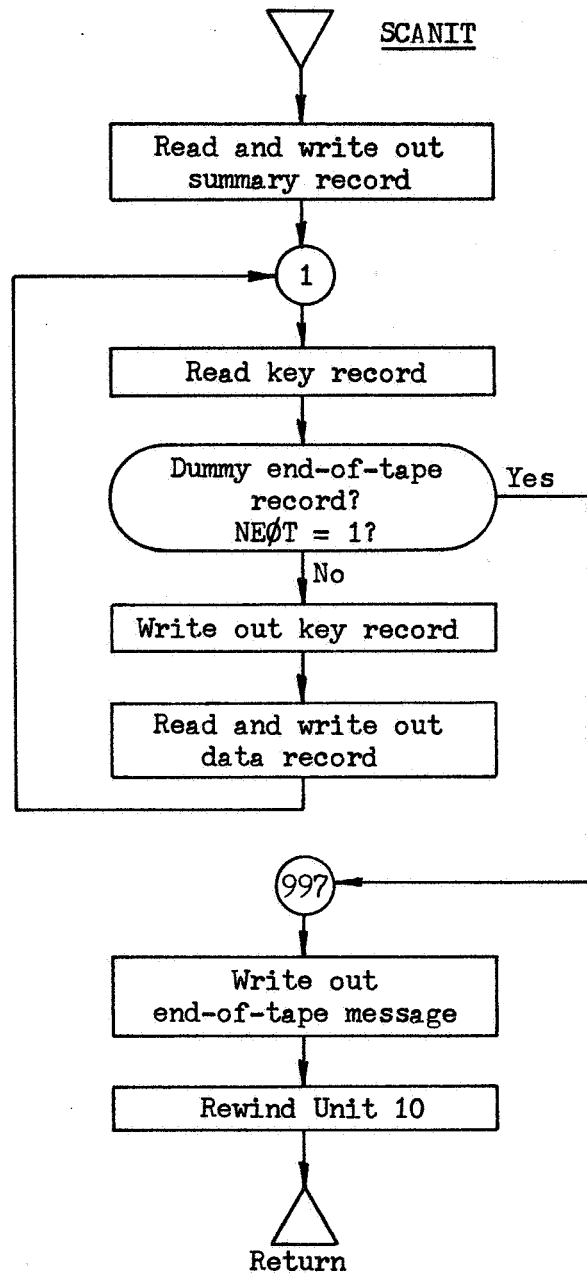 SCANIT
Read and write out
summary record
1
Read key record
Dummy end-of-tape
record?
NEØT = 1?
Yes
No
Write out key record
Read and write out
data record
997
Write out
end-of-tape message
Rewind Unit 10
Return